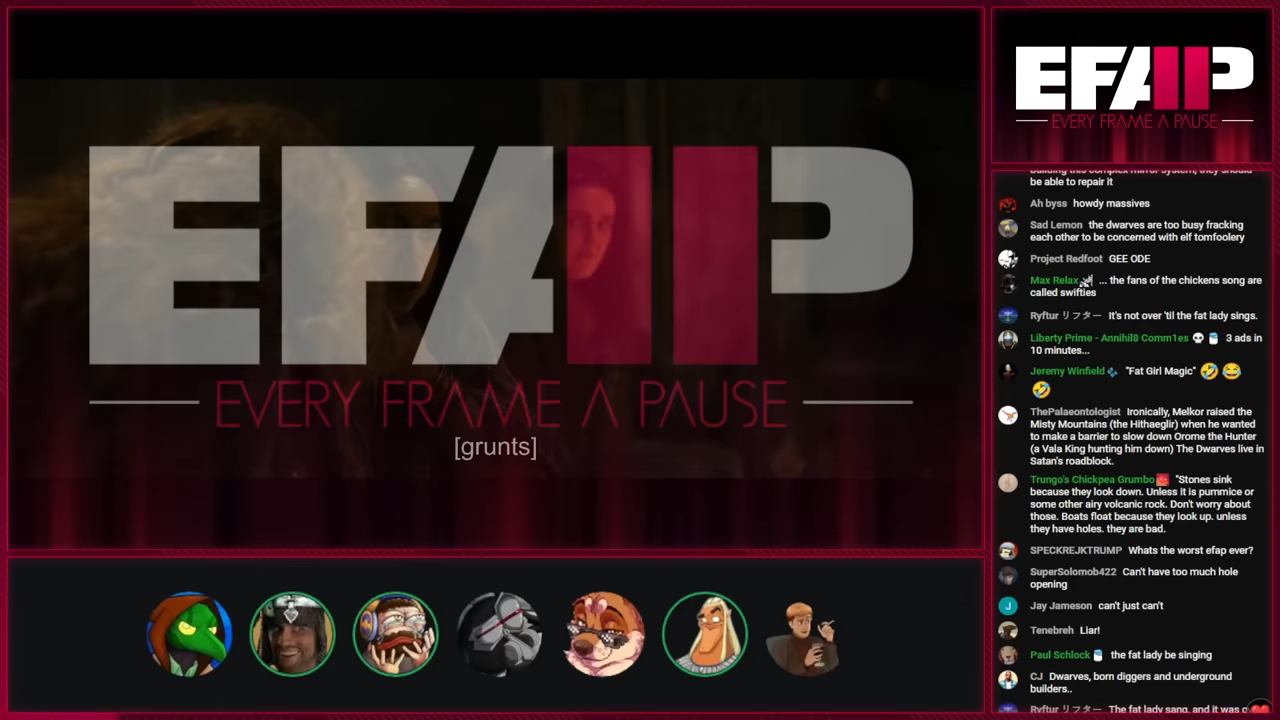 EFAP
EVERY FRAME A PAUSE
[grunts]
EFAP
EVERY FRAME A PAUSE
building this complex mirror system, they should
be able to repair it
Ah byss howdy massives
Sad Lemon the dwarves are too busy fracking
each other to be concerned with elf tomfoolery
Project Redfoot GEE ODE
Max Relax ... the fans of the chickens song are
called swifties
Ryftur リフター It's not over 'til the fat lady sings.
Liberty Prime - Annihil8 Comm1es 3 ads in
10 minutes...
Jeremy Winfield "Fat Girl Magic"
ThePalaeontologist Ironically, Melkor raised the
Misty Mountains (the Hithaeglir) when he wanted
to make a barrier to slow down Orome the Hunter
(a Vala King hunting him down) The Dwarves live in
Satan's roadblock.
Trungo's Chickpea Grumbo "Stones sink
because they look down. Unless it is pummice or
some other airy volcanic rock. Don't worry about
those. Boats float because they look up. unless
they have holes. they are bad.
SPECKREJKTRUMP Whats the worst efap ever?
SuperSolomob422 Can't have too much hole
opening
J Jay Jameson can't just can't
Tenebreh Liar!
Paul Schlock the fat lady be singing
CJ Dwarves, born diggers and underground
builders..
Ryftur リフター The fat lady sang, and it was